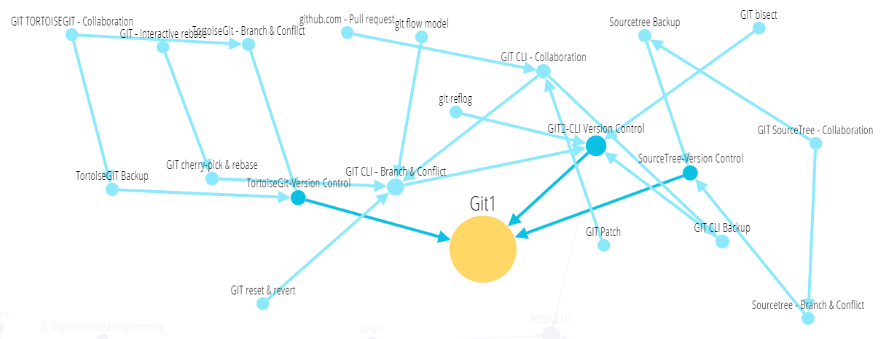 GIT TORTOISEGIT - Collaboration
github.com - Pull request
git flow model
Sourcetree Backup
GIT bisect
GIT - interactive rebase
TortoiseGit - Branch & Conflict
GIT CLI - Collaboration
git reflog
GIT2-CLI Version Control
GIT SourceTree - Collaboration
SourceTree-Version Control
GIT cherry-pick & rebase
TortoiseGIT Backup
GIT CLI - Branch & Conflict
TortoiseGit-Version Control
Git1
GIT Patch
GIT CLI Backup
GIT reset & revert
Sourcetree - Branch & Conflict